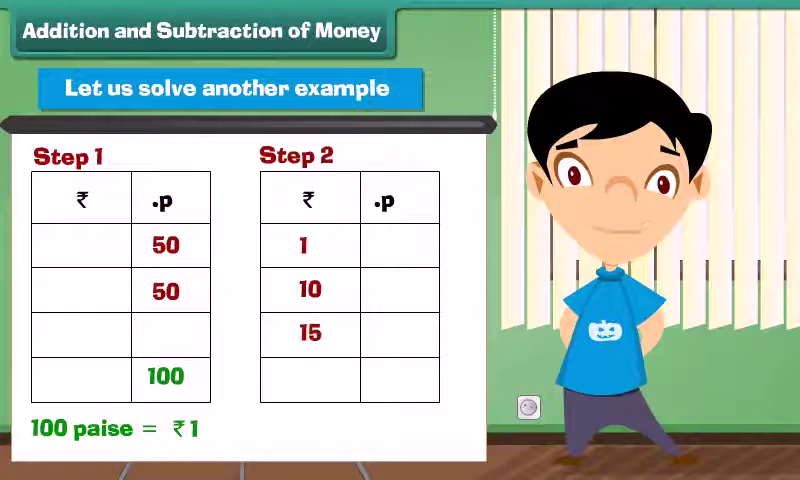 Addition and Subtraction of Money
Let us solve another example
Step 1
₹ .p
50
50
100
100 paise = ₹ 1
Step 2
₹ .p
1
10
15